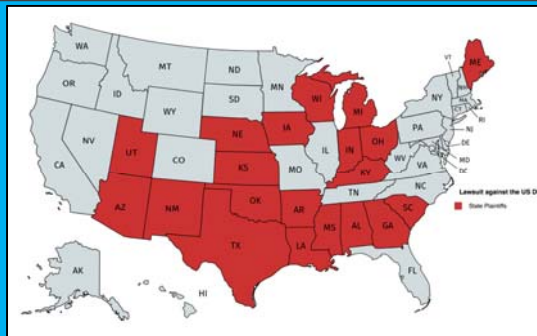 WA
MT
ND
MN
VT
ME
OR
ID
SD
WI
MI
NY
WY
RI
NV
NE
IA
PA
NJ
UT
IL
IN
OH
DE
CA
CO
KS
MO
WV
VA
MD
KY
DC
AZ
NM
OK
AR
TN
NC
SC
Lawsuit against the US D
State Plaintiffs
TX
LA
MS
AL
GA
AK
HI
FL